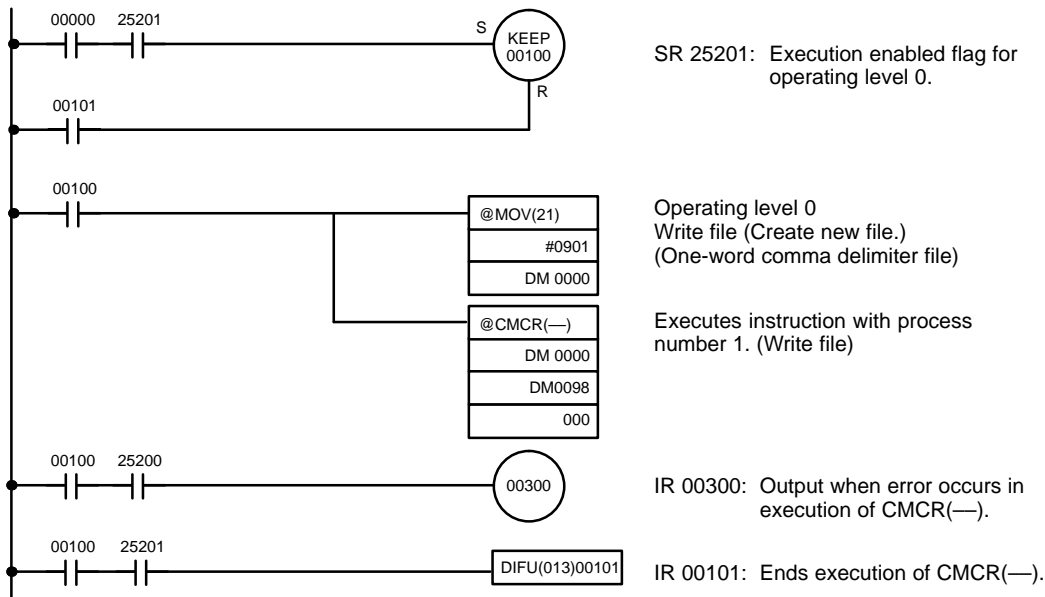 00000 25201
S
KEEP
00100
R
SR 25201: Execution enabled flag for
operating level 0.
00101
00100
@MOV(21)
#0901
DM 0000
Operating level 0
Write file (Create new file.)
(One-word comma delimiter file)
@CMCR(—)
DM 0000
DM0098
000
Executes instruction with process
number 1. (Write file)
00100 25200
00300
IR 00300: Output when error occurs in
execution of CMCR(—).
00100 25201
DIFU(013)00101
IR 00101: Ends execution of CMCR(—).